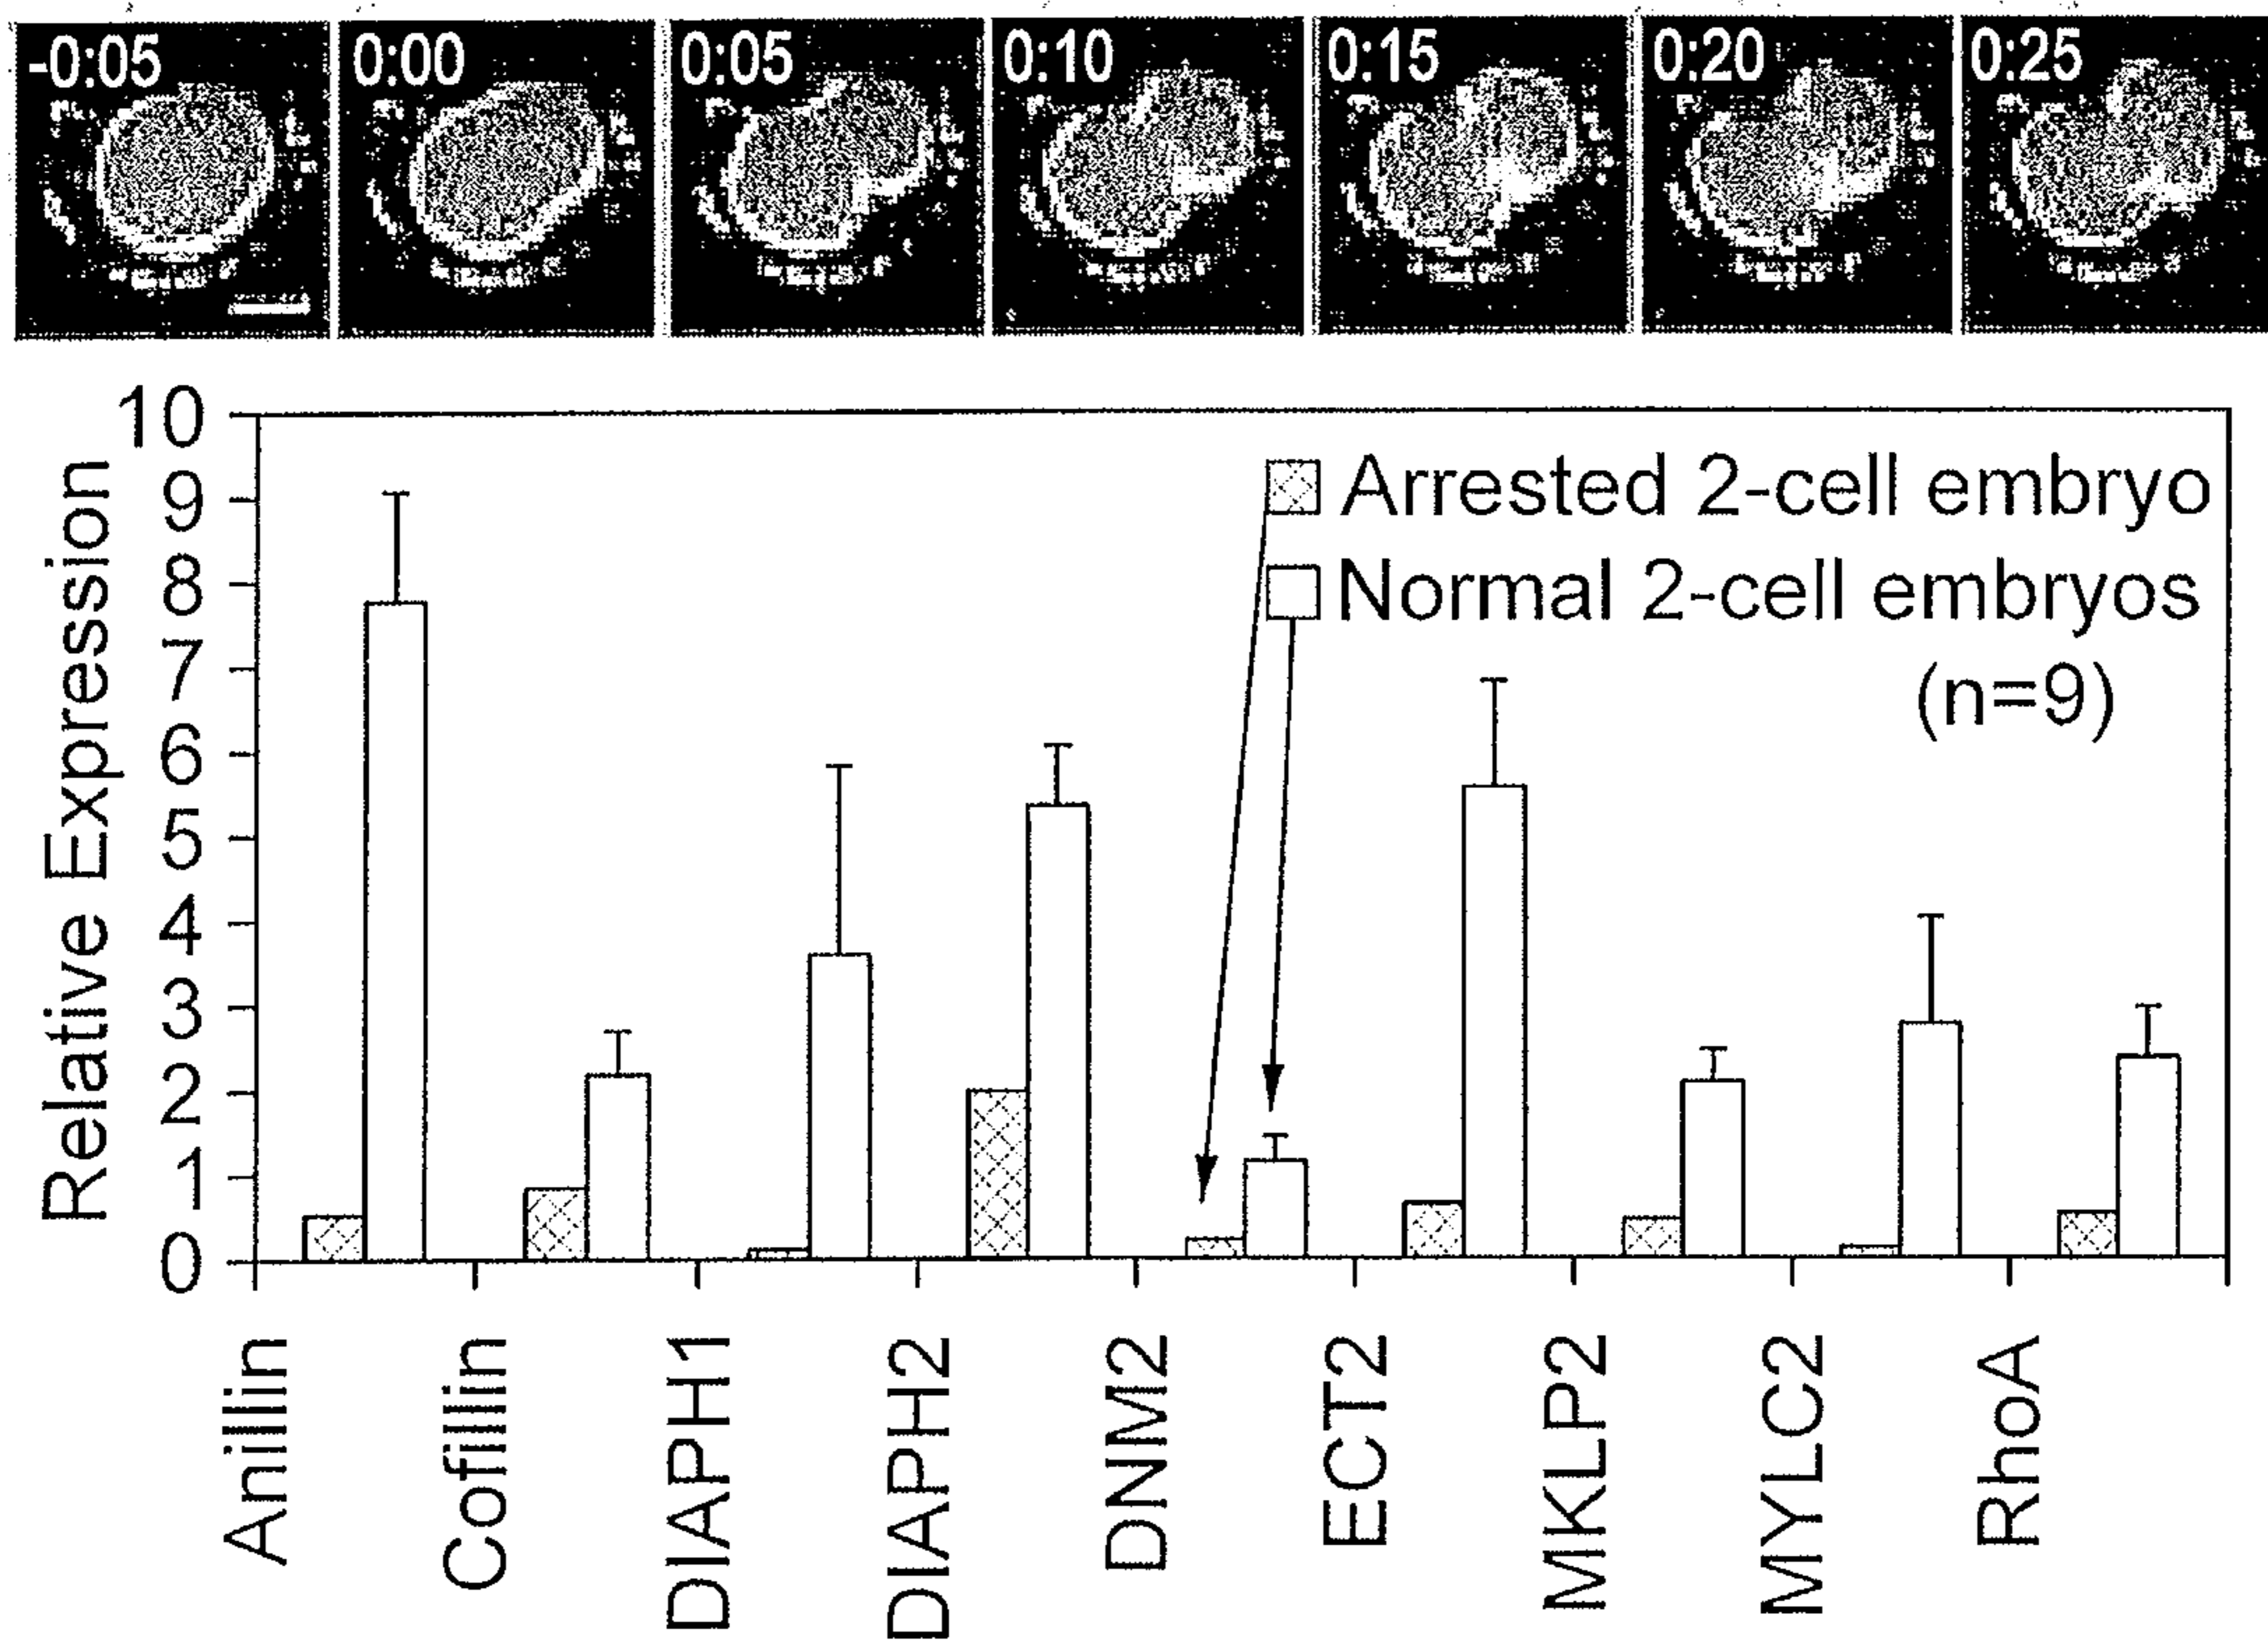 -0:05 0:00 0:05 0:10 0:15 0:20 0:25
10
9
8
7
6
5
4
3
2
1
0
Relative Expression
Arrested 2-cell embryo
Normal 2-cell embryos
(n=9)
Anillin
Cofillin
DIAPH1
DIAPH2
DNM2
ECT2
MKLP2
MYLC2
RhoA